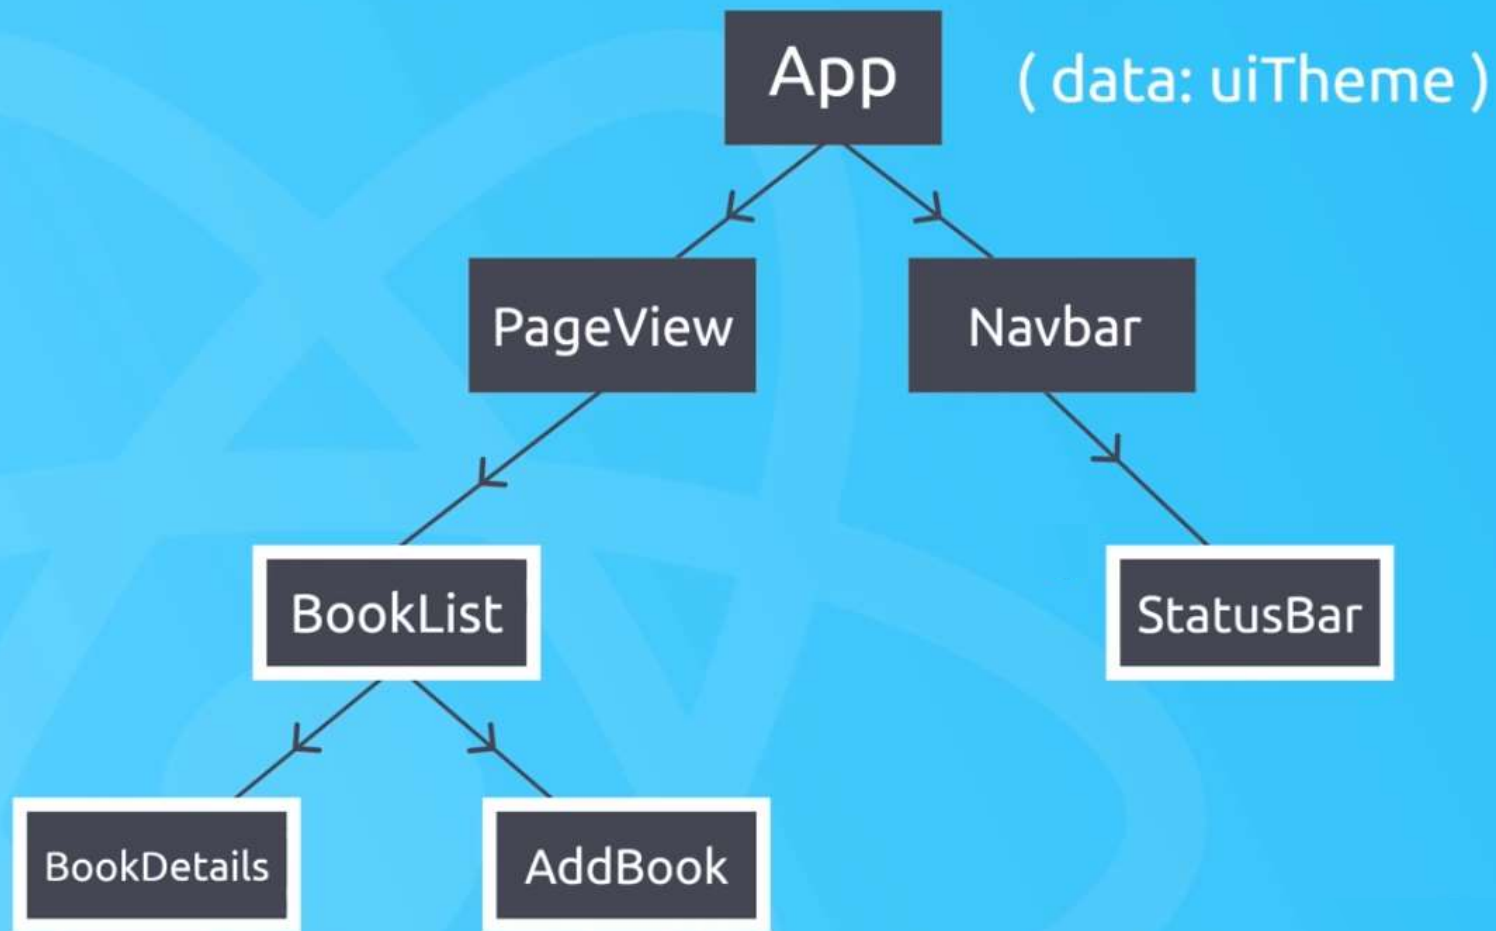 App
( data: uiTheme )
PageView
Navbar
BookList
StatusBar
BookDetails
AddBook